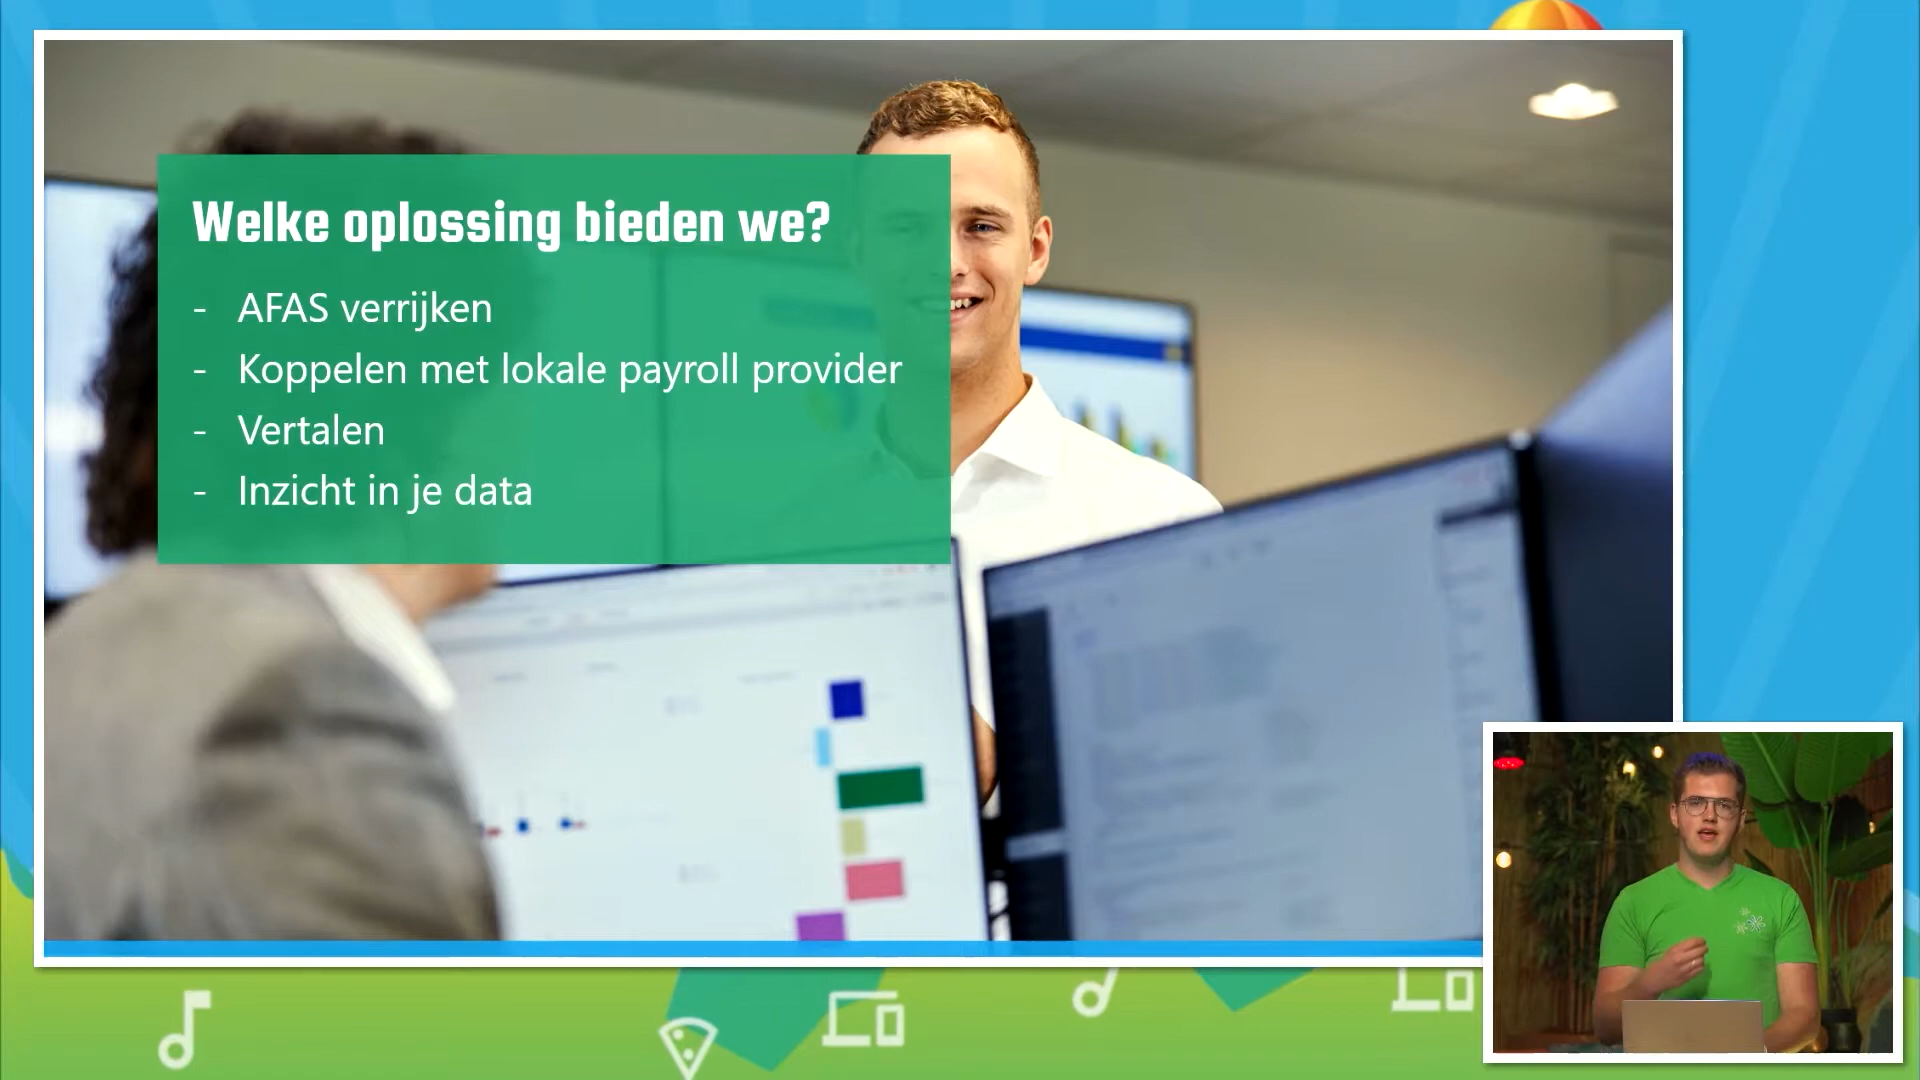 Welke oplossing bieden we?
- AFAS verrijken
- Koppelen met lokale payroll provider
- Vertalen
- Inzicht in je data